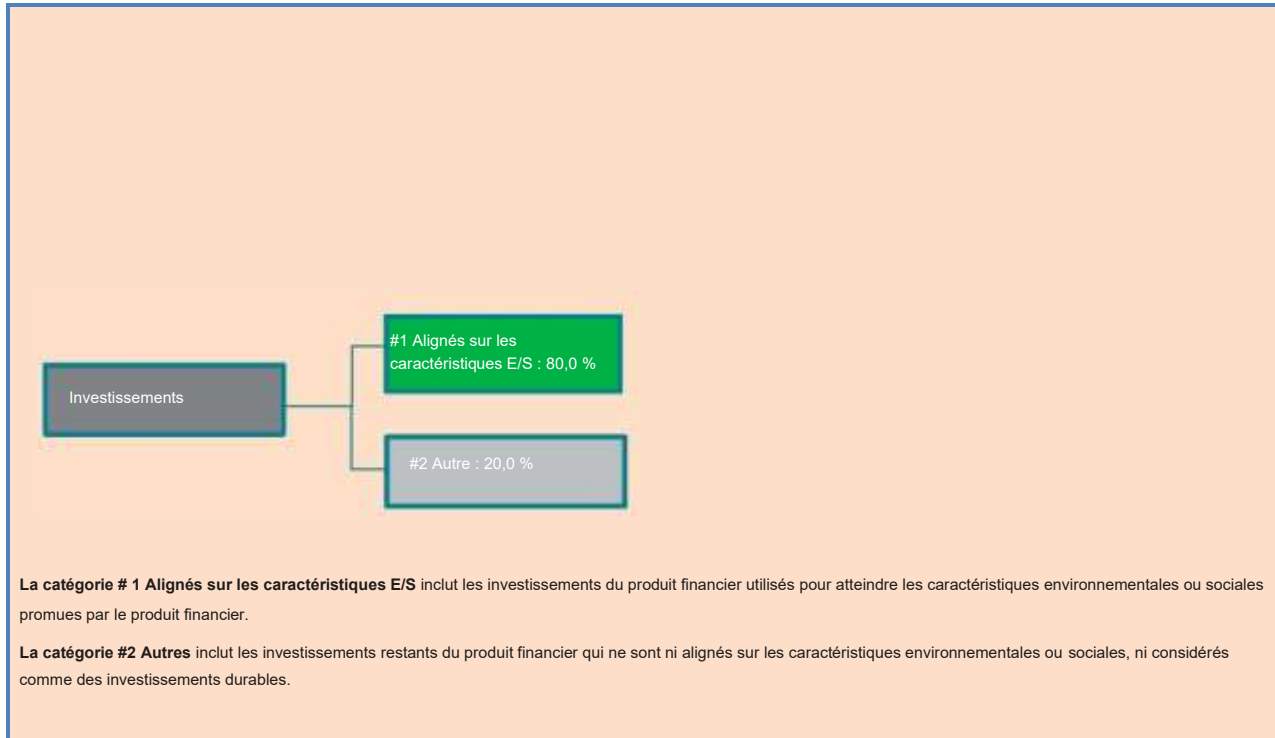 #1 Alignés sur les
caractéristiques E/S : 80,0 %
Investissements
#2 Autre : 20,0 %
La catégorie # 1 Alignés sur les caractéristiques E/S inclut les investissements du produit financier utilisés pour atteindre les caractéristiques environnementales ou sociales
promues par le produit financier.
La catégorie #2 Autres inclut les investissements restants du produit financier qui ne sont ni alignés sur les caractéristiques environnementales ou sociales, ni considérés
comme des investissements durables.